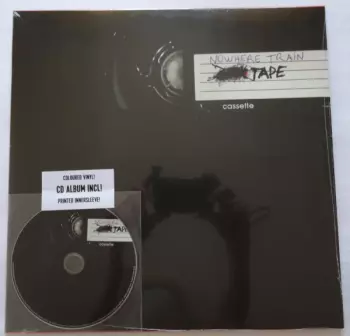 NOWHERE TRAIN
TAPE
cassette
COLOURED VINYL!
CD ALBUM INCL!
PRINTED INNERSLEEVE!
TAPE
cassette